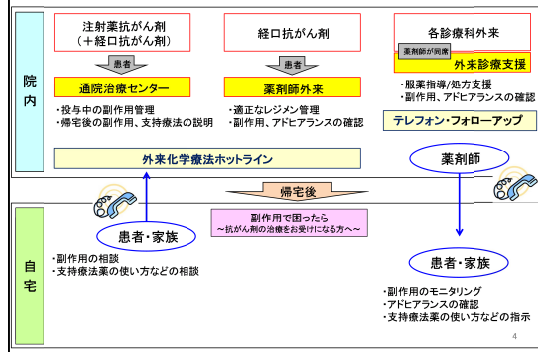 院内
注射薬抗がん剤
(+経口抗がん剤)
患者
通院治療センター
・投与中の副作用管理
・帰宅後の副作用、支持療法の説明
経口抗がん剤
患者
薬剤師外来
・適正なレジメン管理
・副作用、アドヒアランスの確認
各診療科外来
薬剤師が同席
外来診療支援
・服薬指導/処方支援
・副作用、アドヒアランスの確認
テレフォン・フォローアップ
外来化学療法ホットライン
薬剤師
帰宅後
自宅
副作用で困ったら
～抗がん剤の治療をお受けになる方へ～
患者・家族
・副作用の相談
・支持療法薬の使い方などの相談
患者・家族
・副作用のモニタリング
・アドヒアランスの確認
・支持療法薬の使い方などの指示
4